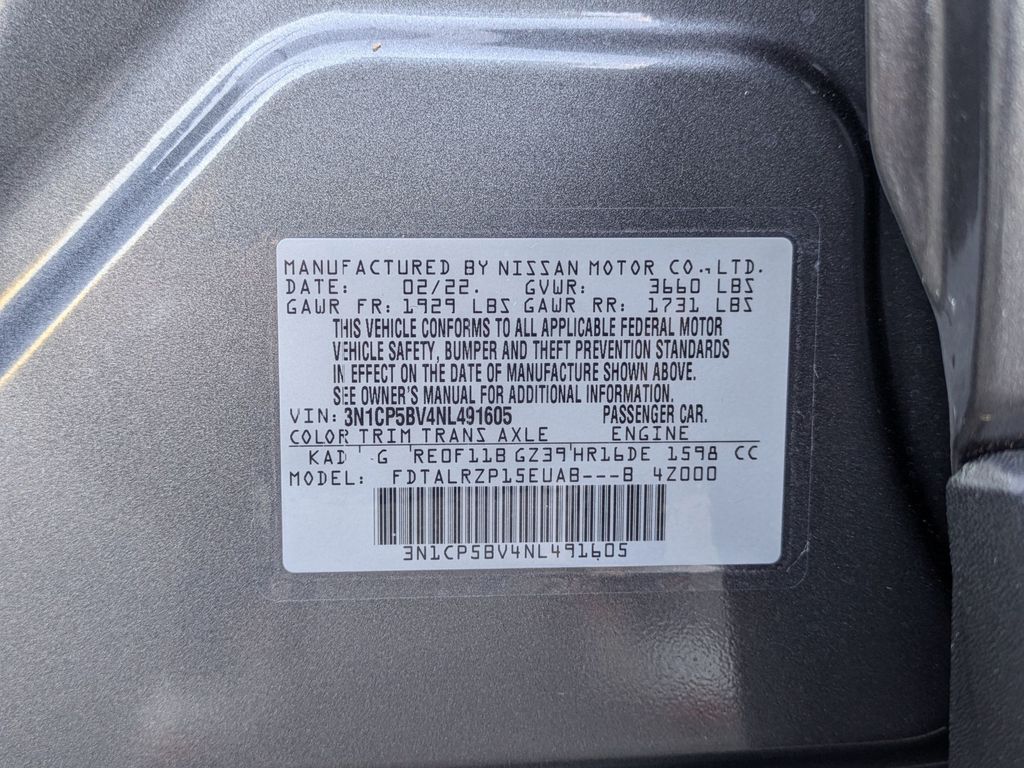 MANUFACTURED BY NISSAN MOTOR CO.,LTD.
DATE: 02/22. GVWR: 3660 LBS
GAWR FR: 1929 LBS GAWR RR: 1731 LBS
THIS VEHICLE CONFORMS TO ALL APPLICABLE FEDERAL MOTOR
VEHICLE SAFETY, BUMPER AND THEFT PREVENTION STANDARDS
IN EFFECT ON THE DATE OF MANUFACTURE SHOWN ABOVE.
SEE OWNER'S MANUAL FOR ADDITIONAL INFORMATION.
VIN: 3N1CP5BV4NL491605 PASSENGER CAR.
COLOR TRIM TRANS AXLE ENGINE
KAD G RE0F11B GZ39 HR16DE 1598 CC
MODEL: FDTALRZP15EUAB---B 4Z000
3N1CP5BV4NL491605